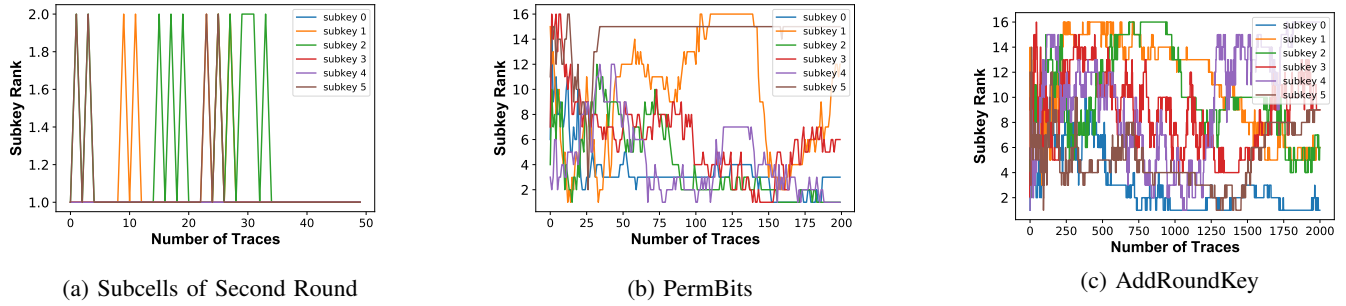 2.0
1.8
1.6
1.4
1.2
1.0
Subkey Rank
0
10
20
30
40
50
Number of Traces
subkey 0
subkey 1
subkey 2
subkey 3
subkey 4
subkey 5
(a) Subcells of Second Round
16
14
12
10
8
6
4
2
Subkey Rank
0
25
50
75
100
125
150
175
200
Number of Traces
subkey 0
subkey 1
subkey 2
subkey 3
subkey 4
subkey 5
(b) PermBits
16
14
12
10
8
6
4
2
Subkey Rank
0
250
500
750
1000
1250
1500
1750
2000
Number of Traces
subkey 0
subkey 1
subkey 2
subkey 3
subkey 4
subkey 5
(c) AddRoundKey